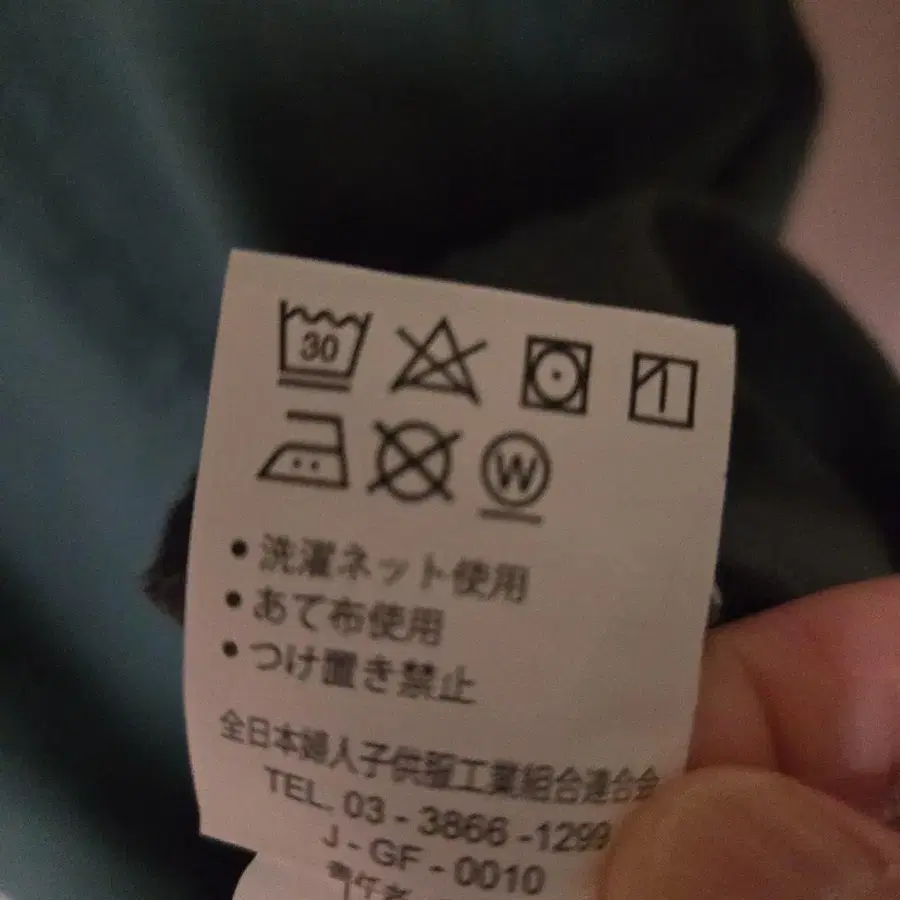 30
W
• 洗濯ネット使用
• あて布使用
• つけ置き禁止
全日本婦人子供服工業組合連合会
TEL. 03 - 3866 -1299
J - GF - 0010